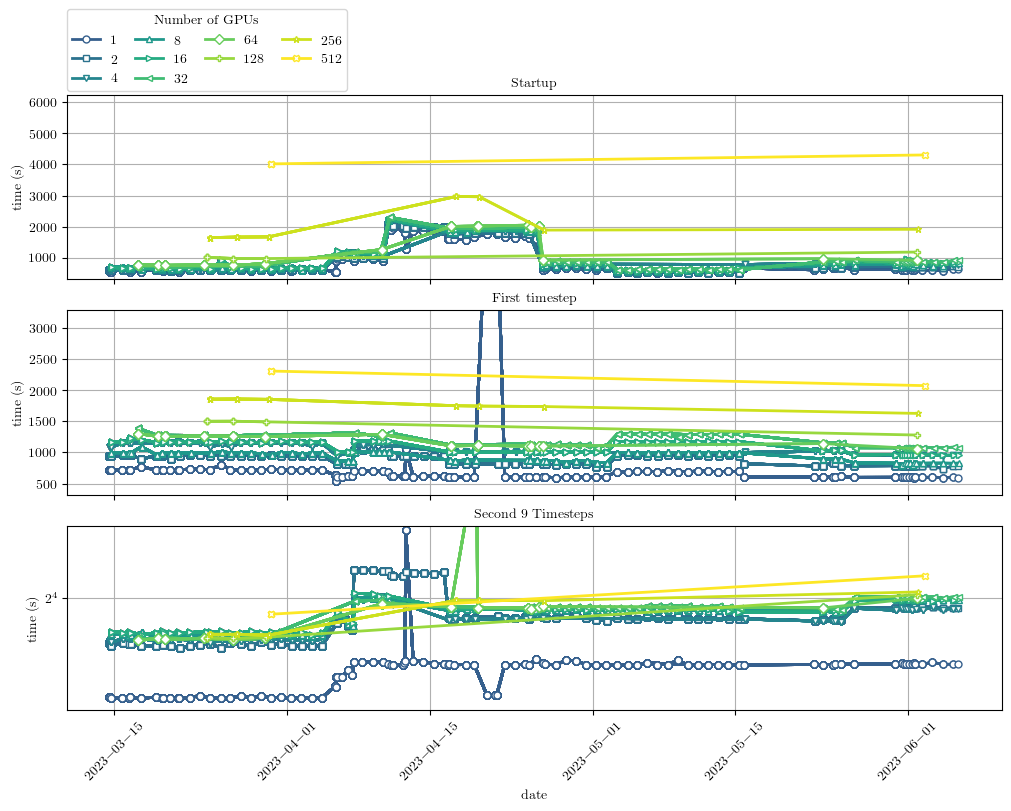 Number of GPUs
1 8 64 256
2 16 128 512
4 32
Startup
6000
5000
4000
3000
2000
1000
time (s)
First timestep
3000
2500
2000
1500
1000
500
time (s)
Second 9 Timesteps
2⁴
time (s)
2023−03−15 2023−04−01 2023−04−15 2023−05−01 2023−05−15 2023−06−01
date